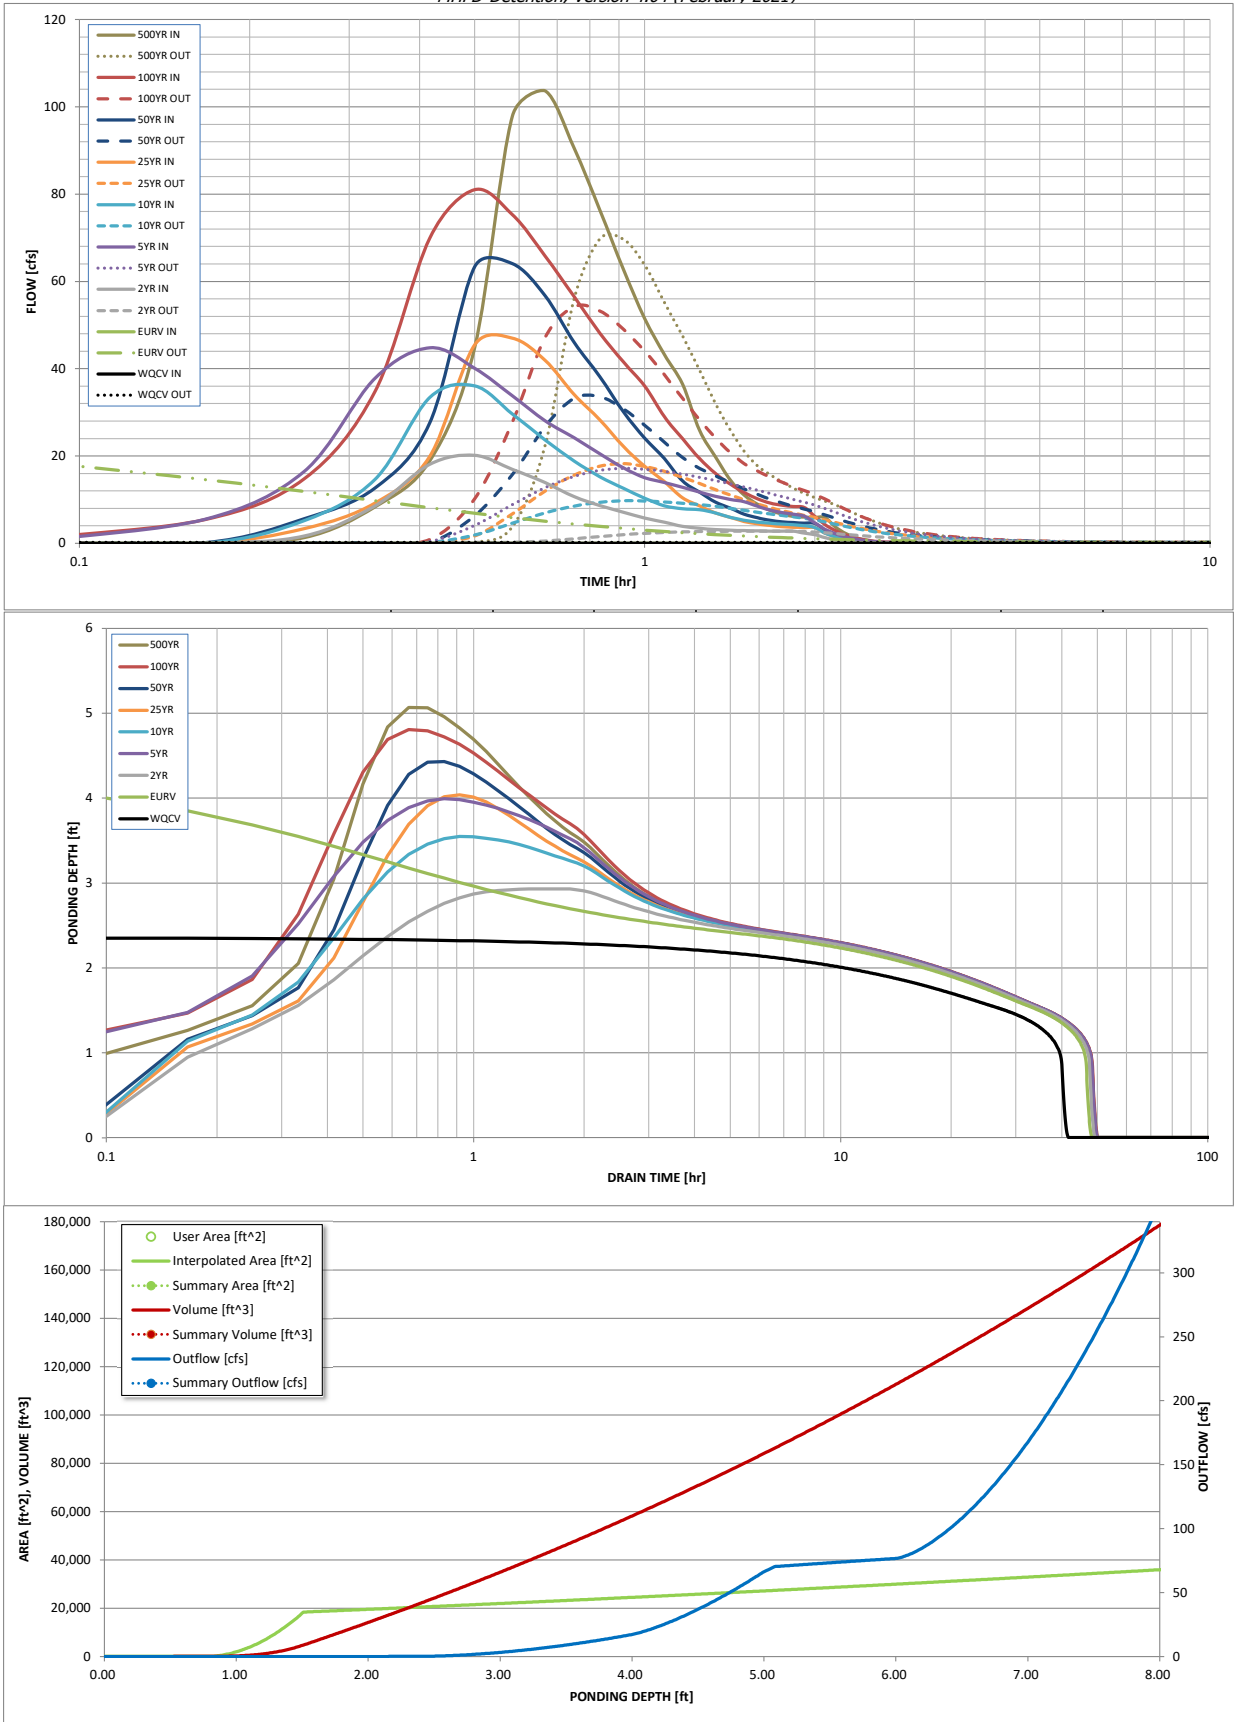 MHFD-Detention, Version 4.04 (February 2021)
120
100
80
60
40
20
0
FLOW [cfs]
500YR IN
500YR OUT
100YR IN
100YR OUT
50YR IN
50YR OUT
25YR IN
25YR OUT
10YR IN
10YR OUT
5YR IN
5YR OUT
2YR IN
2YR OUT
EURV IN
EURV OUT
WQCV IN
WQCV OUT
0.1 1 10
TIME [hr]
6
5
4
3
2
1
0
PONDING DEPTH [ft]
500YR
100YR
50YR
25YR
10YR
5YR
2YR
EURV
WQCV
0.1 1 10 100
DRAIN TIME [hr]
180,000
160,000
140,000
120,000
100,000
80,000
60,000
40,000
20,000
0
AREA [ft^2], VOLUME [ft^3]
User Area [ft^2]
Interpolated Area [ft^2]
Summary Area [ft^2]
Volume [ft^3]
Summary Volume [ft^3]
Outflow [cfs]
Summary Outflow [cfs]
300
250
200
150
100
50
0
OUTFLOW [cfs]
0.00 1.00 2.00 3.00 4.00 5.00 6.00 7.00 8.00
PONDING DEPTH [ft]